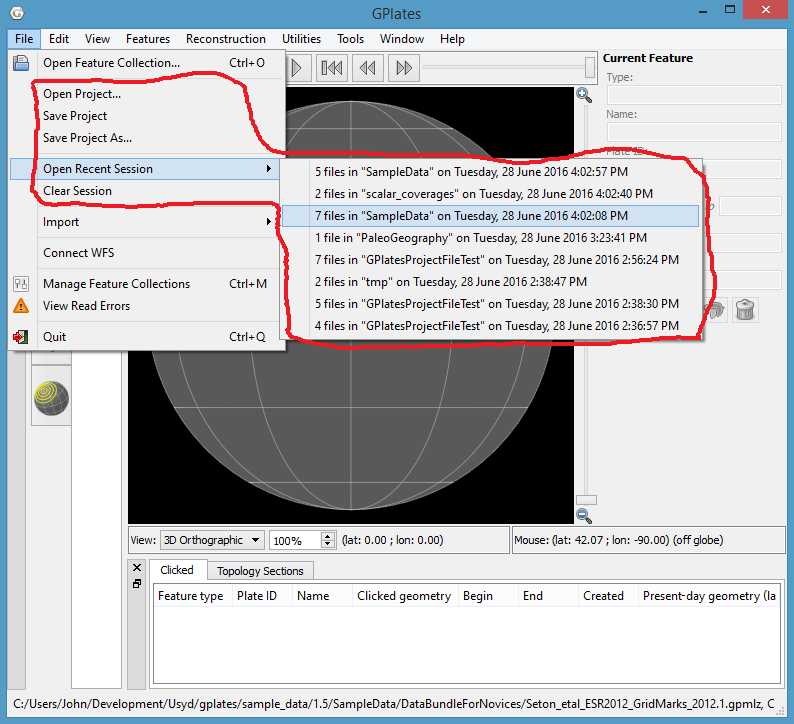 GPlates
File Edit View Features Reconstruction Utilities Tools Window Help
Open Feature Collection... Ctrl+O
Open Project...
Save Project
Save Project As...
Open Recent Session
Clear Session
Import
Connect WFS
Manage Feature Collections Ctrl+M
View Read Errors
Quit Ctrl+Q
5 files in "SampleData" on Tuesday, 28 June 2016 4:02:57 PM
2 files in "scalar_coverages" on Tuesday, 28 June 2016 4:02:40 PM
7 files in "SampleData" on Tuesday, 28 June 2016 4:02:08 PM
1 file in "PaleoGeography" on Tuesday, 28 June 2016 3:23:41 PM
7 files in "GPlatesProjectFileTest" on Tuesday, 28 June 2016 2:56:24 PM
2 files in "tmp" on Tuesday, 28 June 2016 2:38:47 PM
5 files in "GPlatesProjectFileTest" on Tuesday, 28 June 2016 2:38:30 PM
4 files in "GPlatesProjectFileTest" on Tuesday, 28 June 2016 2:36:57 PM
Current Feature
Type:
Name:
Plate ID
View: 3D Orthographic 100% (lat: 0.00 ; lon: 0.00) Mouse: (lat: 42.07 ; lon: -90.00) (off globe)
Clicked Topology Sections
Feature type Plate ID Name Clicked geometry Begin End Created Present-day geometry (la
C:/Users/John/Development/Usyd/gplates/sample_data/1.5/SampleData/DataBundleForNovices/Seton_etal_ESR2012_GridMarks_2012.1.gpmlz, C